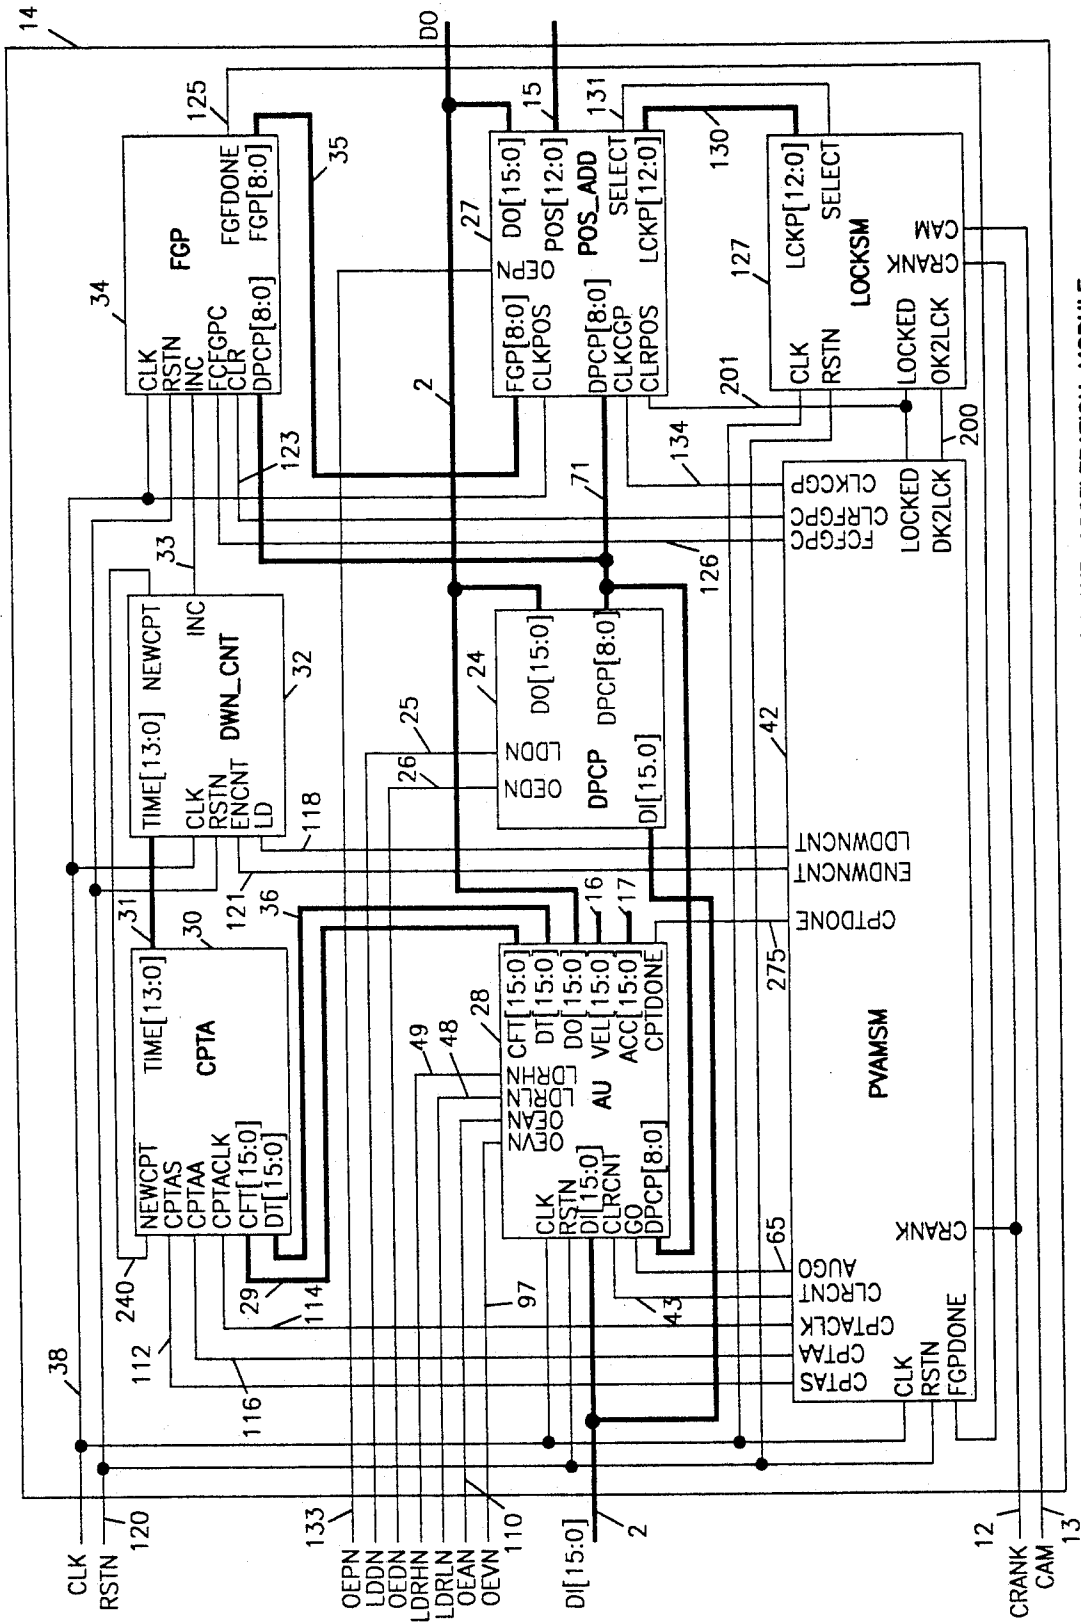 14
CLK
RSTN
38
120
OEPN
LDDN
OEDN
LDRHN
LDRLN
OEAN
OEVN
133
110
97
DI[15:0]
2
12
CRANK
CAM
13
240
112
116
29
114
NEWCPT
CPTAS
CPTAA
CPTACLK
CFT[15:0]
DT[15:0]
TIME[13:0]
CPTA
30
31
36
121
118
TIME[13:0]
NEWCPT
CLK
RSTN
ENCNT
LD
INC
DWN_CNT
32
33
34
CLK
RSTN
INC
FCFGPC
CLR
DPCP[8:0]
FGP
FGFDONE
FGP[8:0]
123
125
35
49
48
28
CLK
RSTN
DI[15:0]
CLRCNT
GO
DPCP[8:0]
OEVN
OEAN
LDRLN
LDRHN
AU
CFT[15:0]
DT[15:0]
DO[15:0]
VEL[15:0]
ACC[15:0]
CPTDONE
16
17
26
25
24
OEDN
LDDN
DPCP
DI[15.0]
DO[15:0]
DPCP[8:0]
2
71
27
OEPN
FGP[8:0]
CLKPOS
DPCP[8:0]
CLKCGP
CLRPOS
DO[15:0]
POS[12:0]
POS_ADD
SELECT
LCKP[12:0]
DO
15
131
130
134
201
127
CLK
RSTN
LOCKED
OK2LCK
LOCKSM
LCKP[12:0]
SELECT
CRANK
CAM
200
126
42
275
65
43
CPTAS
CPTAA
CPTACLK
CLRCNT
AUGO
CPTDONE
ENDWNCNT
LDDWNCNT
FCFGPC
CLRFGPC
CLKCGP
CLK
RSTN
FGPDONE
CRANK
PVAMSM
LOCKED
DK2LCK